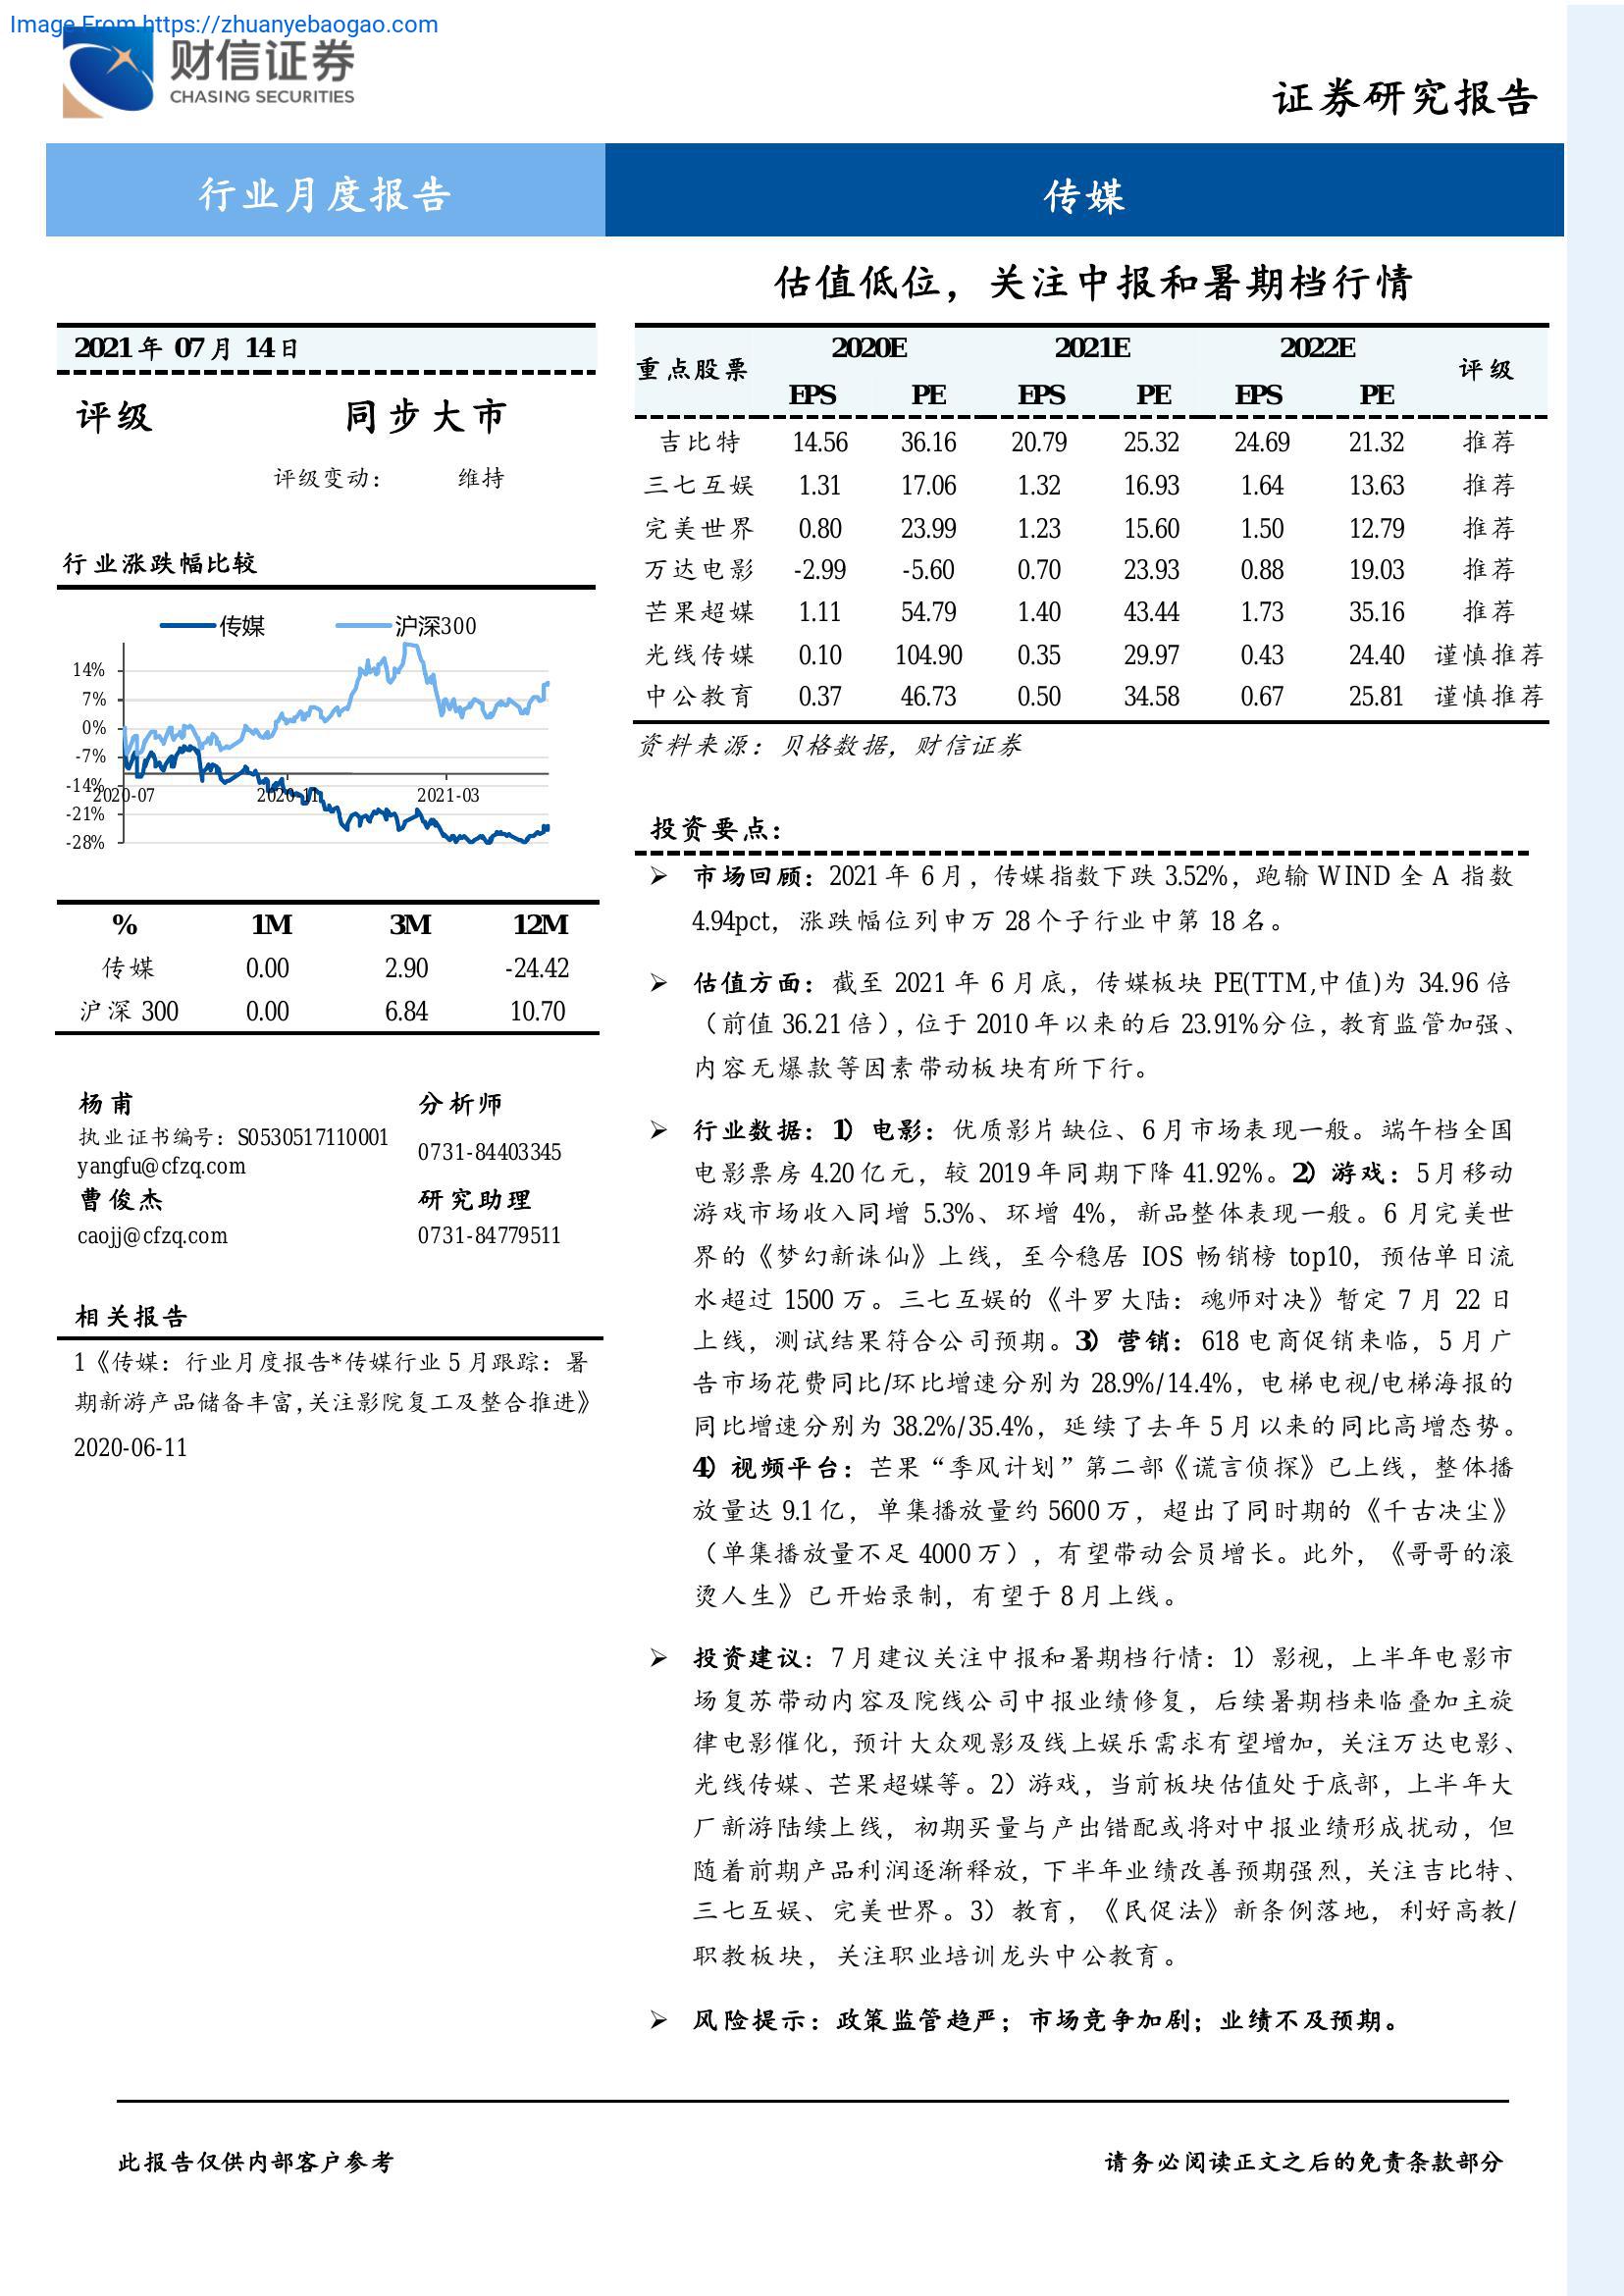 Image From https://zhuanyebaogao.com
财信证券
CHASING SECURITIES
证券研究报告
行业月度报告
传媒
估值低位，关注中报和暑期档行情
2021年 07月 14日
评级 同步大市
评级变动： 维持
行业涨跌幅比较
传媒 沪深300
14%
7%
0%
-7%
-14%
-21%
-28%
2020-07 2020-11 2021-03
% 1M 3M 12M
传媒 0.00 2.90 -24.42
沪深 300 0.00 6.84 10.70
杨甫 分析师
执业证书编号：S0530517110001
yangfu@cfzq.com 0731-84403345
曹俊杰 研究助理
caojj@cfzq.com 0731-84779511
相关报告
1《传媒：行业月度报告*传媒行业 5 月跟踪：暑
期新游产品储备丰富，关注影院复工及整合推进》
2020-06-11
重点股票 2020E 2021E 2022E 评级
EPS PE EPS PE EPS PE
吉比特 14.56 36.16 20.79 25.32 24.69 21.32 推荐
三七互娱 1.31 17.06 1.32 16.93 1.64 13.63 推荐
完美世界 0.80 23.99 1.23 15.60 1.50 12.79 推荐
万达电影 -2.99 -5.60 0.70 23.93 0.88 19.03 推荐
芒果超媒 1.11 54.79 1.40 43.44 1.73 35.16 推荐
光线传媒 0.10 104.90 0.35 29.97 0.43 24.40 谨慎推荐
中公教育 0.37 46.73 0.50 34.58 0.67 25.81 谨慎推荐
资料来源：贝格数据，财信证券
投资要点：
➢ 市场回顾：2021 年 6 月，传媒指数下跌 3.52%，跑输 WIND 全 A 指数
4.94pct，涨跌幅位列申万 28 个子行业中第 18 名。
➢ 估值方面：截至 2021 年 6 月底，传媒板块 PE(TTM,中值)为 34.96 倍
（前值 36.21 倍），位于 2010 年以来的后 23.91%分位，教育监管加强、
内容无爆款等因素带动板块有所下行。
➢ 行业数据：1）电影：优质影片缺位、6 月市场表现一般。端午档全国
电影票房 4.20 亿元，较 2019 年同期下降 41.92%。2）游戏：5 月移动
游戏市场收入同增 5.3%、环增 4%，新品整体表现一般。6 月完美世
界的《梦幻新诛仙》上线，至今稳居 IOS 畅销榜 top10，预估单日流
水超过 1500 万。三七互娱的《斗罗大陆：魂师对决》暂定 7 月 22 日
上线，测试结果符合公司预期。3）营销：618 电商促销来临，5 月广
告市场花费同比/环比增速分别为 28.9%/14.4%，电梯电视/电梯海报的
同比增速分别为 38.2%/35.4%，延续了去年 5 月以来的同比高增态势。
4）视频平台：芒果“季风计划”第二部《谎言侦探》已上线，整体播
放量达 9.1 亿，单集播放量约 5600 万，超出了同时期的《千古决尘》
（单集播放量不足 4000 万），有望带动会员增长。此外，《哥哥的滚
烫人生》已开始录制，有望于 8 月上线。
➢ 投资建议：7 月建议关注中报和暑期档行情：1）影视，上半年电影市
场复苏带动内容及院线公司中报业绩修复，后续暑期档来临叠加主旋
律电影催化，预计大众观影及线上娱乐需求有望增加，关注万达电影、
光线传媒、芒果超媒等。2）游戏，当前板块估值处于底部，上半年大
厂新游陆续上线，初期买量与产出错配或将对中报业绩形成扰动，但
随着前期产品利润逐渐释放，下半年业绩改善预期强烈，关注吉比特、
三七互娱、完美世界。3）教育，《民促法》新条例落地，利好高教/
职教板块，关注职业培训龙头中公教育。
➢ 风险提示：政策监管趋严；市场竞争加剧；业绩不及预期。
此报告仅供内部客户参考 请务必阅读正文之后的免责条款部分